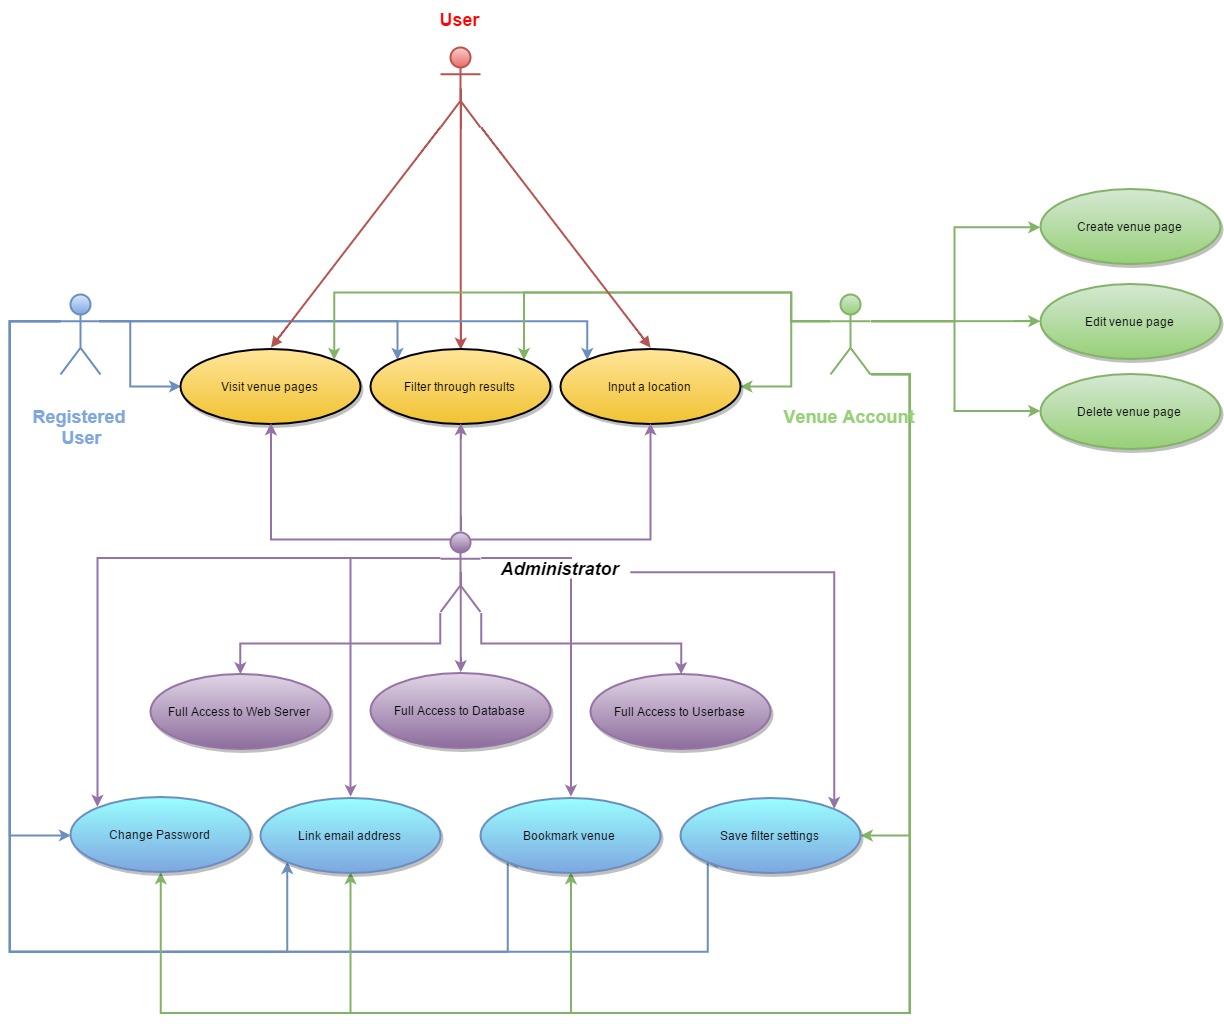 User
Create venue page
Edit venue page
Visit venue pages
Filter through results
Input a location
Delete venue page
Registered
User
Venue Account
Administrator
Full Access to Web Server
Full Access to Database
Full Access to Userbase
Change Password
Link email address
Bookmark venue
Save filter settings